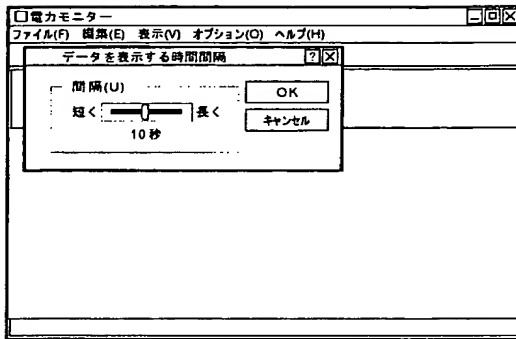 電力モニター
ファイル(F) 編集(E) 表示(V) オプション(O) ヘルプ(H)
データを表示する時間間隔 ?
間隔(U)
短く 長く
10秒
OK
キャンセル